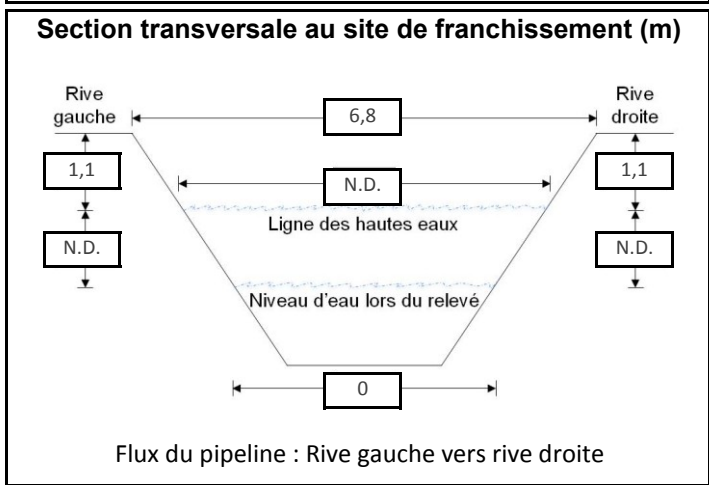 Section transversale au site de franchissement (m)
Rive
gauche
6,8
Rive
droite
1,1
N.D.
1,1
Ligne des hautes eaux
N.D.
N.D.
Niveau d'eau lors du relevé
0
Flux du pipeline : Rive gauche vers rive droite